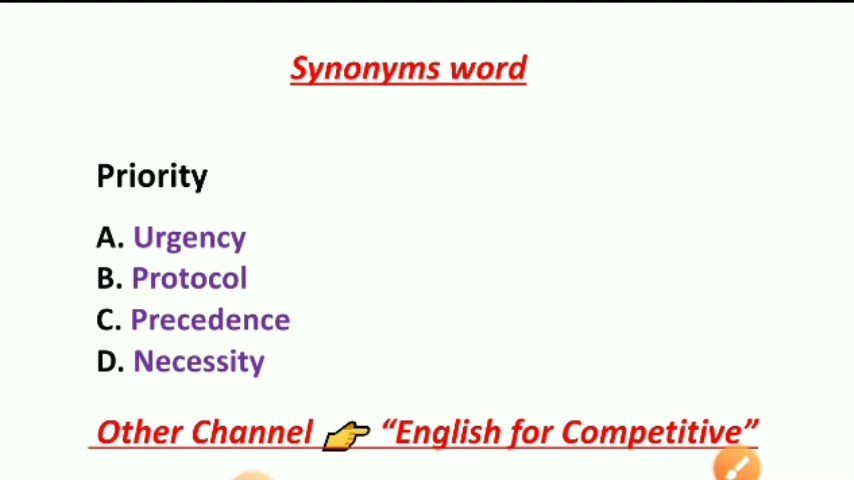 Synonyms word
Priority
A. Urgency
B. Protocol
C. Precedence
D. Necessity
Other Channel 👉 “English for Competitive”